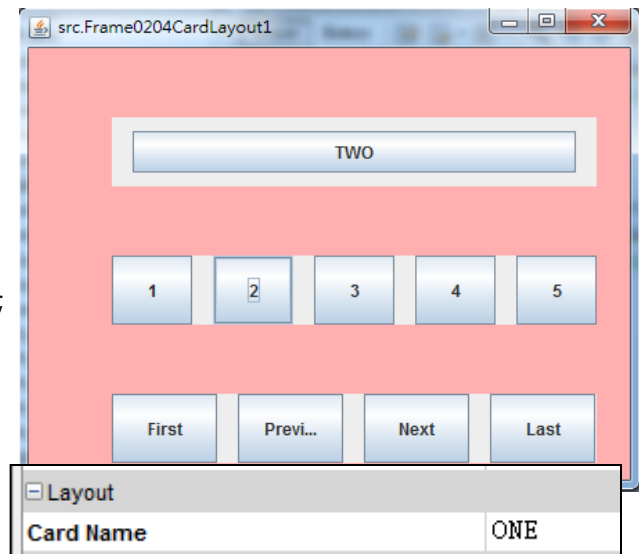 src.Frame0204CardLayout1
TWO
;
1 2 3 4 5
First Previ... Next Last
Layout
Card Name ONE